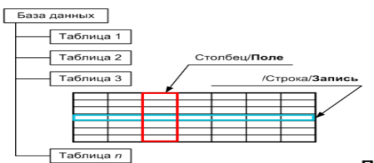 База данных
Таблица 1
Таблица 2
Столбец/Поле
Таблица 3
/Строка/Запись
Таблица n